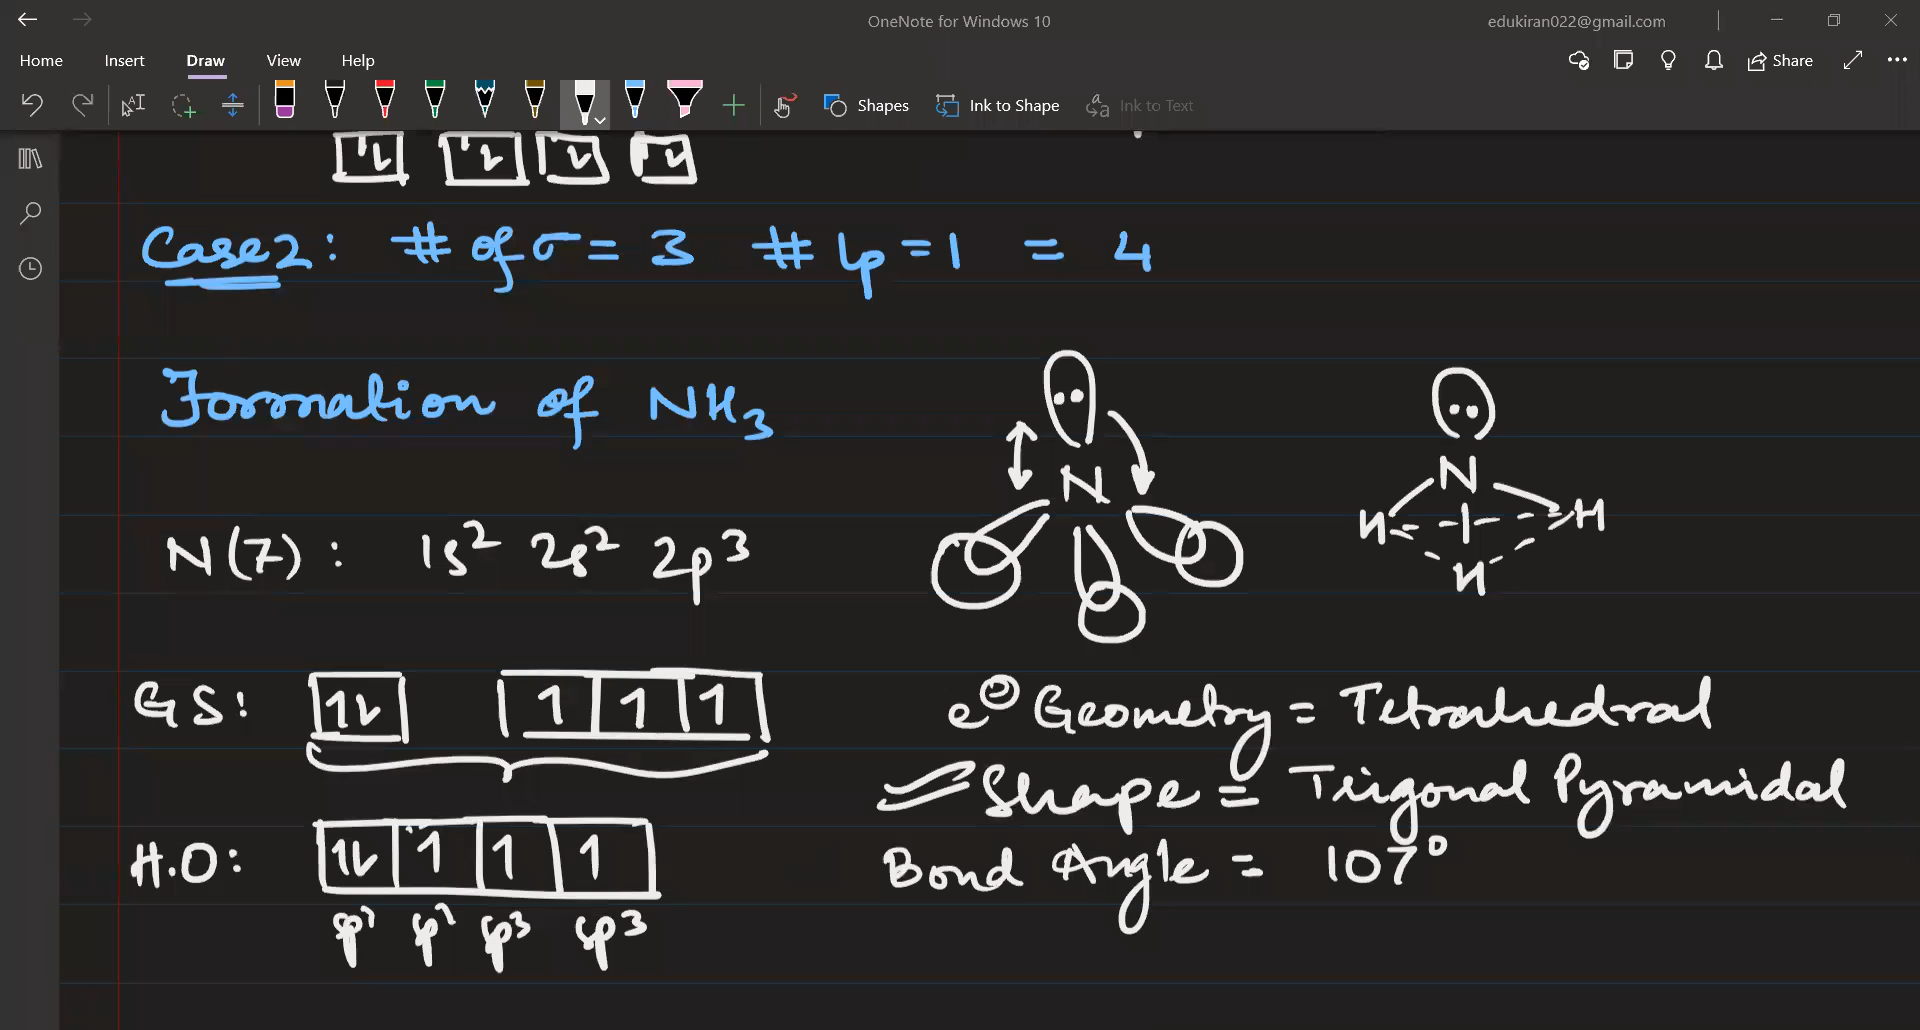 OneNote for Windows 10
edukiran022@gmail.com
Home Insert Draw View Help
Share
Shapes Ink to Shape Ink to Text
Case2: # of σ = 3 # lp = 1 = 4
Formation of NH3
N
N
H H
H
N(7) : 1s² 2s² 2p³
GS: 1l 1 1 1
e⊖ Geometry = Tetrahedral
Shape = Trigonal Pyramidal
H.O: 1l 1 1 1
Bond Angle = 107°
sp³ sp³ sp³ sp³